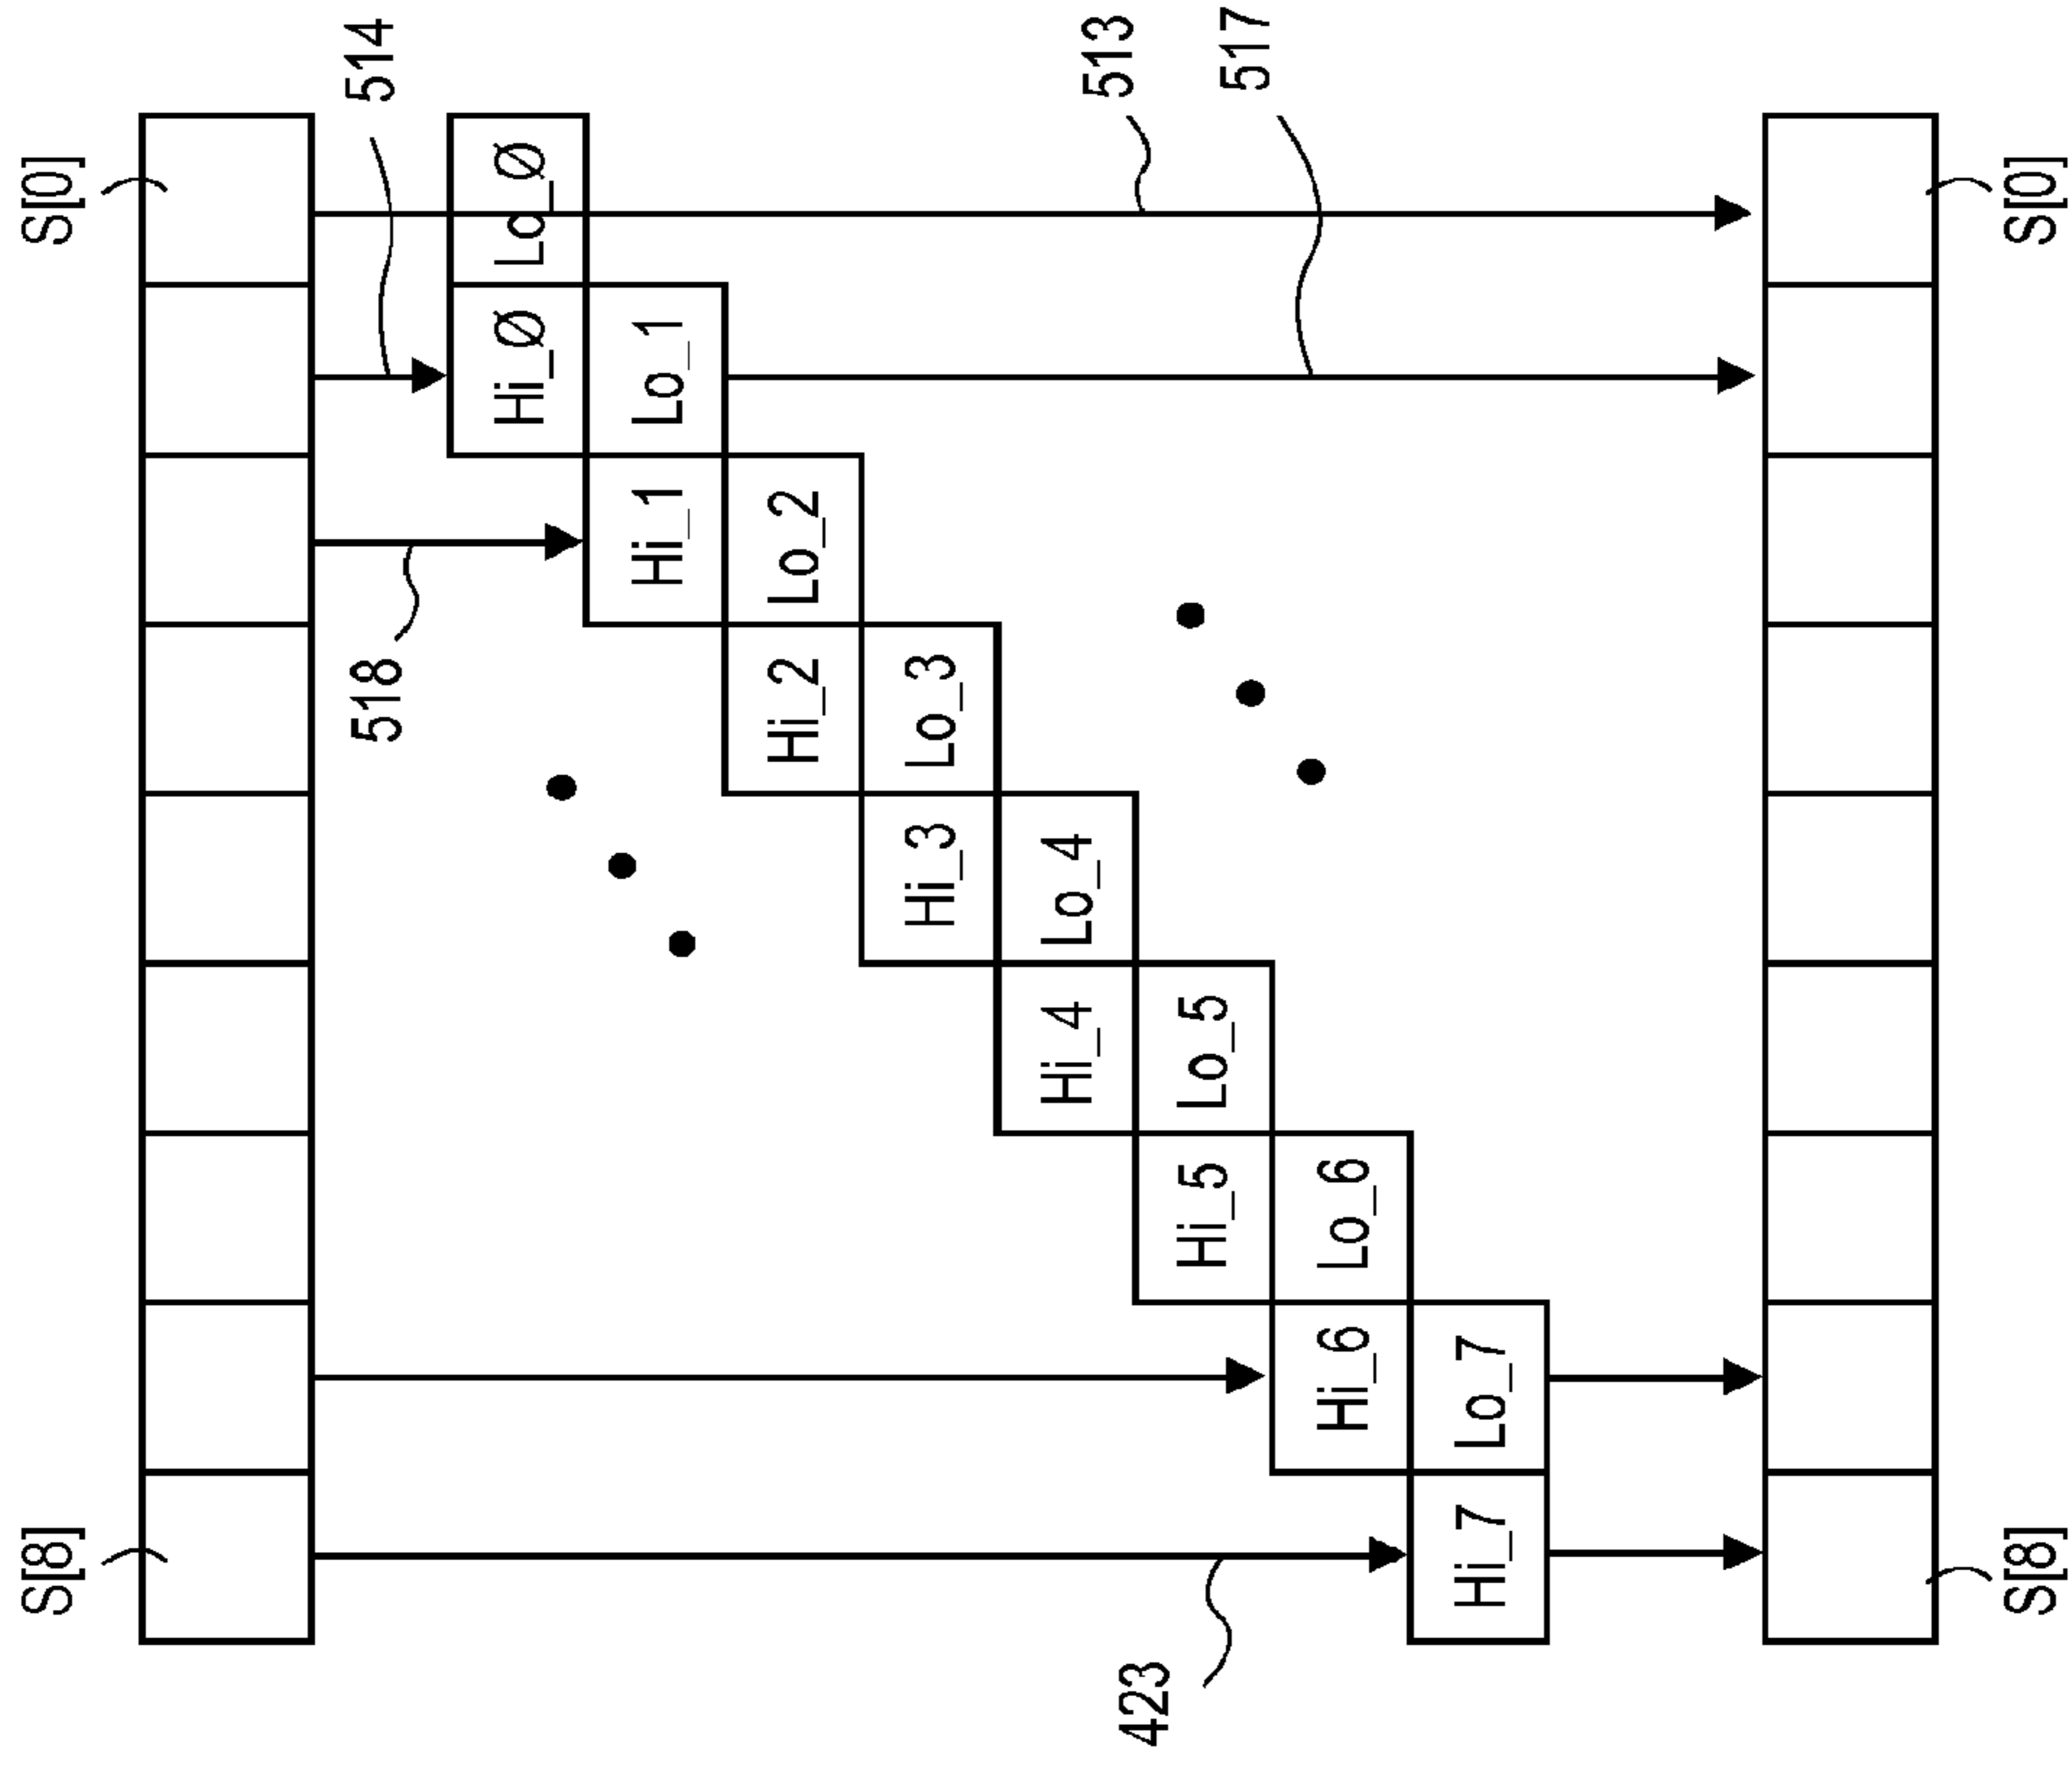 S[8]
S[0]
514
518
Hi_Ø
Lo_Ø
Hi_1
Lo_1
Hi_2
Lo_2
Hi_3
Lo_3
Hi_4
Lo_4
513
423
Hi_5
Lo_5
517
Hi_6
Lo_6
Hi_7
Lo_7
S[8]
S[0]